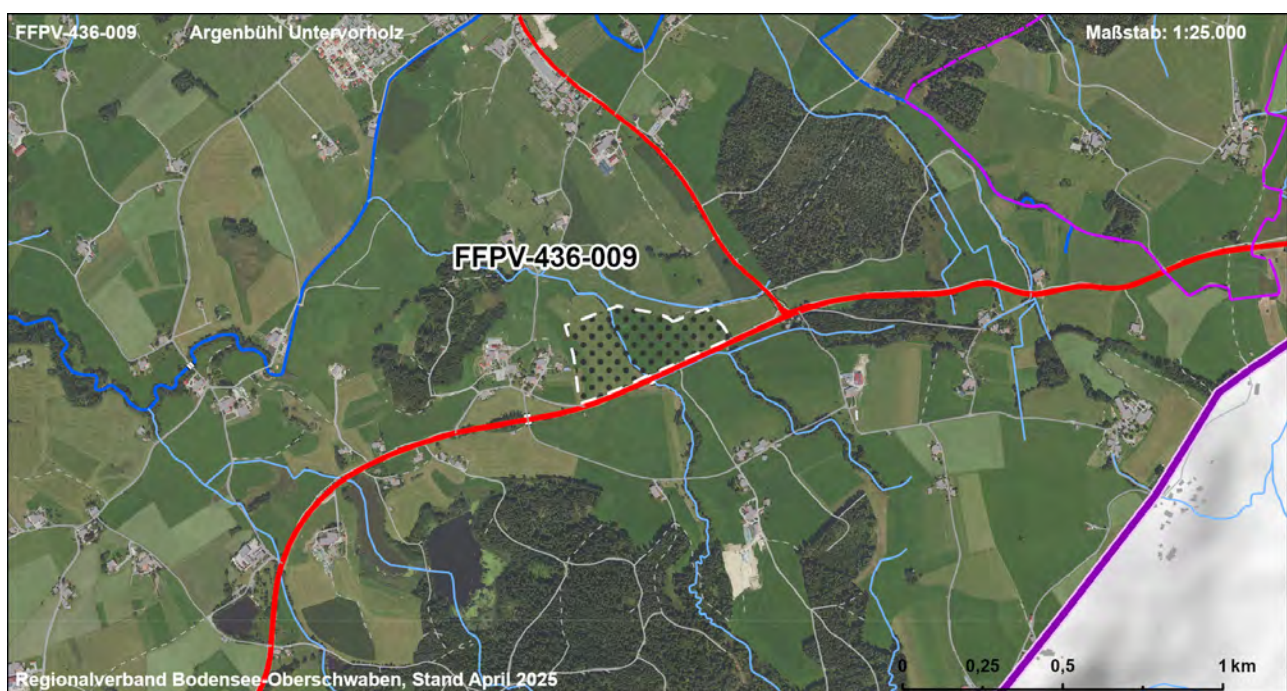 FFPV-436-009 Argenbühl Untervorholz Maßstab: 1:25.000
FFPV-436-009
0 0,25 0,5 1 km
Regionalverband Bodensee-Oberschwaben, Stand April 2025